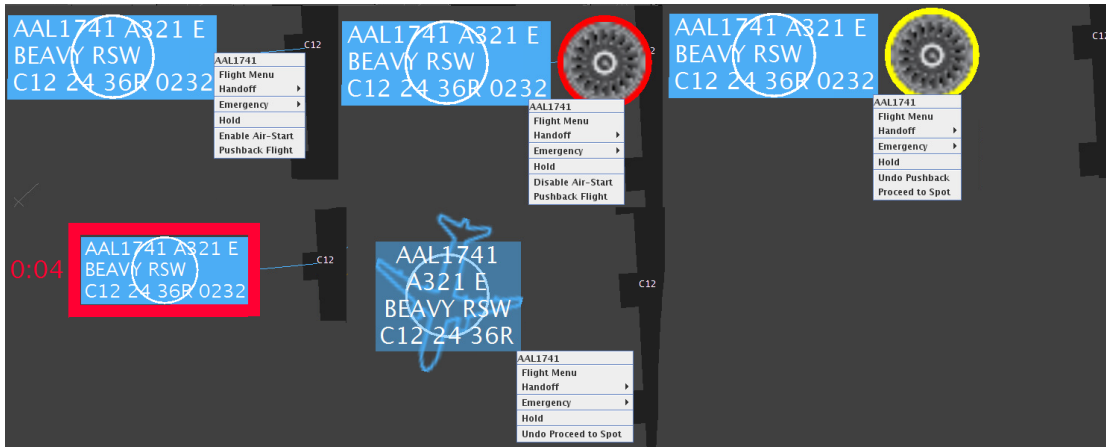 AAL1741 A321 E
BEAVY RSW
C12 24 36R 0232
C12
AAL1741
Flight Menu
Handoff
Emergency
Hold
Enable Air-Start
Pushback Flight
AAL1741 A321 E
BEAVY RSW
C12 24 36R 0232
C12
AAL1741
Flight Menu
Handoff
Emergency
Hold
Disable Air-Start
Pushback Flight
AAL1741 A321 E
BEAVY RSW
C12 24 36R 0232
C12
AAL1741
Flight Menu
Handoff
Emergency
Hold
Undo Pushback
Proceed to Spot
0:04
AAL1741 A321 E
BEAVY RSW
C12 24 36R 0232
C12
AAL1741
A321 E
BEAVY RSW
C12 24 36R
C12
AAL1741
Flight Menu
Handoff
Emergency
Hold
Undo Proceed to Spot